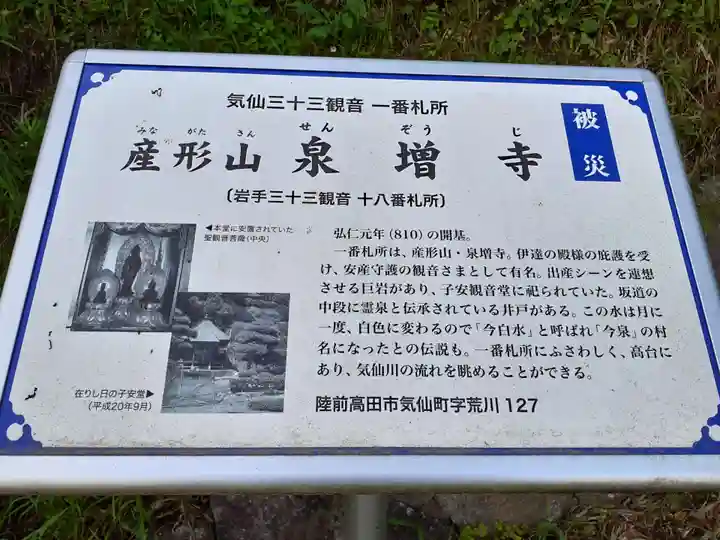 気仙三十三観音 一番札所
みな がた さん せん ぞう じ
産形山 泉増寺
〔岩手三十三観音 十八番札所〕
被災
◀本堂に安置されていた
聖観音菩薩（中央）
在りし日の子安堂▶
（平成20年9月）
弘仁元年（810）の開基。
一番札所は、産形山・泉増寺。伊達の殿様の庇護を受
け、安産守護の観音さまとして有名。出産シーンを連想
させる巨岩があり、子安観音堂に祀られていた。坂道の
中段に霊泉と伝承されている井戸がある。この水は月に
一度、白色に変わるので「今白水」と呼ばれ「今泉」の村
名になったとの伝説も。一番札所にふさわしく、高台に
あり、気仙川の流れを眺めることができる。
陸前高田市気仙町字荒川 127